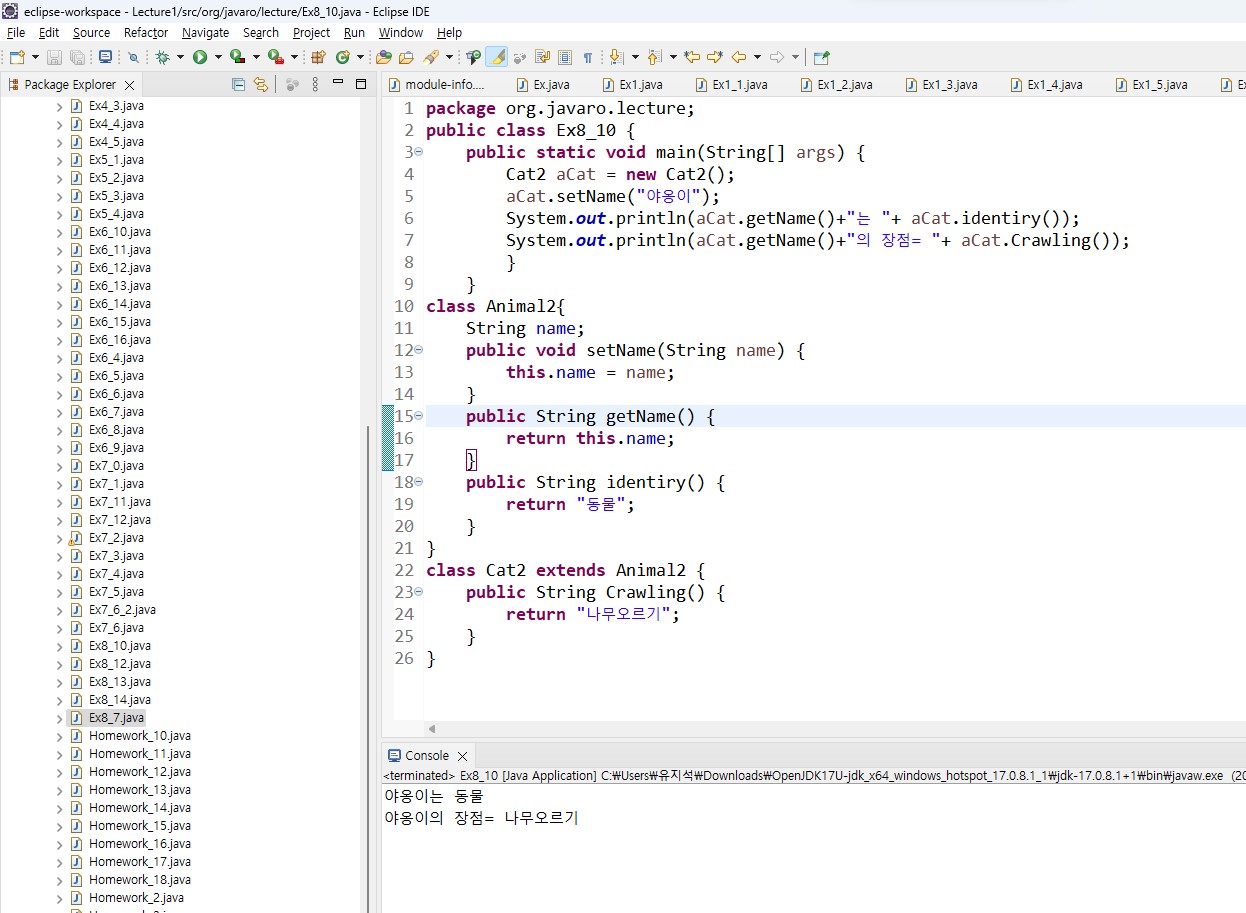 eclipse-workspace - Lecture1/src/org/javaro/lecture/Ex8_10.java - Eclipse IDE
File Edit Source Refactor Navigate Search Project Run Window Help
Package Explorer
module-info.... Ex.java Ex1.java Ex1_1.java Ex1_2.java Ex1_3.java Ex1_4.java Ex1_5.java E
Ex4_3.java
Ex4_4.java
Ex4_5.java
Ex5_1.java
Ex5_2.java
Ex5_3.java
Ex5_4.java
Ex6_10.java
Ex6_11.java
Ex6_12.java
Ex6_13.java
Ex6_14.java
Ex6_15.java
Ex6_16.java
Ex6_4.java
Ex6_5.java
Ex6_6.java
Ex6_7.java
Ex6_8.java
Ex6_9.java
Ex7_0.java
Ex7_1.java
Ex7_11.java
Ex7_12.java
Ex7_2.java
Ex7_3.java
Ex7_4.java
Ex7_5.java
Ex7_6_2.java
Ex7_6.java
Ex8_10.java
Ex8_12.java
Ex8_13.java
Ex8_14.java
Ex8_7.java
Homework_10.java
Homework_11.java
Homework_12.java
Homework_13.java
Homework_14.java
Homework_15.java
Homework_16.java
Homework_17.java
Homework_18.java
Homework_2.java
1 package org.javaro.lecture;
2 public class Ex8_10 {
3 public static void main(String[] args) {
4 Cat2 aCat = new Cat2();
5 aCat.setName("야옹이");
6 System.out.println(aCat.getName()+"는 "+ aCat.identiry());
7 System.out.println(aCat.getName()+"의 장점= "+ aCat.Crawling());
8 }
9 }
10 class Animal2{
11 String name;
12 public void setName(String name) {
13 this.name = name;
14 }
15 public String getName() {
16 return this.name;
17 }
18 public String identiry() {
19 return "동물";
20 }
21 }
22 class Cat2 extends Animal2 {
23 public String Crawling() {
24 return "나무오르기";
25 }
26 }
Console
<terminated> Ex8_10 [Java Application] C:₩Users₩유지석₩Downloads₩OpenJDK17U-jdk_x64_windows_hotspot_17.0.8.1_1₩jdk-17.0.8.1+1₩bin₩javaw.exe (20
야옹이는 동물
야옹이의 장점= 나무오르기